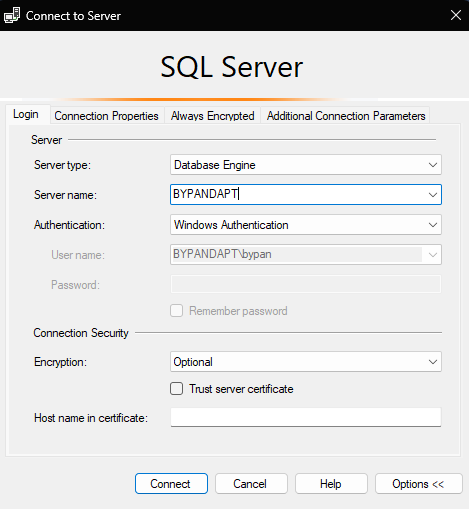 Connect to Server
SQL Server
Login Connection Properties Always Encrypted Additional Connection Parameters
Server
Server type: Database Engine
Server name: BYPANDAPT
Authentication: Windows Authentication
User name: BYPANDAPT\bypan
Password:
Remember password
Connection Security
Encryption: Optional
Trust server certificate
Host name in certificate:
Connect Cancel Help Options <<